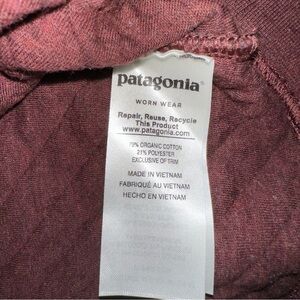 patagonia®
WORN WEAR
Repair, Reuse, Recycle
This Product
www.patagonia.com
79% ORGANIC COTTON
21% POLYESTER
EXCLUSIVE OF TRIM
MADE IN VIETNAM
FABRIQUÉ AU VIETNAM
HECHO EN VIETNAM